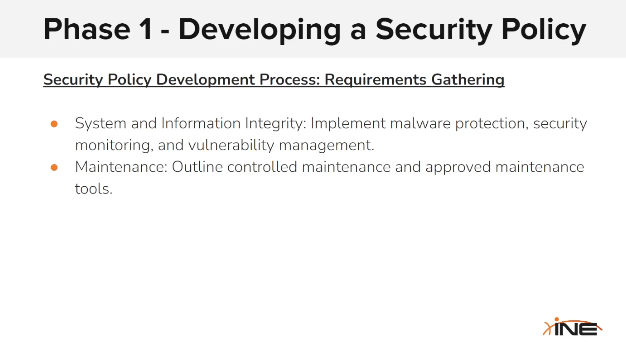 Phase 1 - Developing a Security Policy
Security Policy Development Process: Requirements Gathering
● System and Information Integrity: Implement malware protection, security
monitoring, and vulnerability management.
● Maintenance: Outline controlled maintenance and approved maintenance
tools.
INE